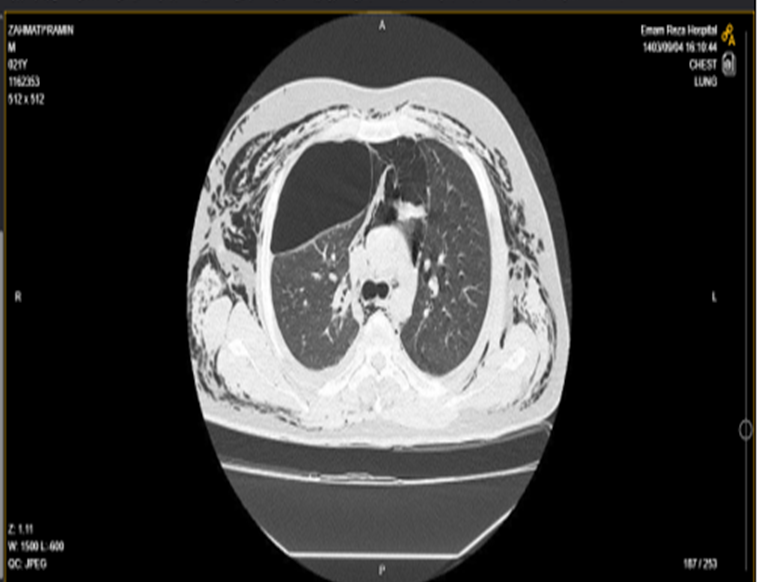 A
M
021Y
1162353
512 x 512
Emam Reza Hospital
1403/09/04 16:10:44
CHEST
LUNG
A
R
L
Z: 1.11
W: 1500 L:-600
QC: JPEG
P
187 / 253